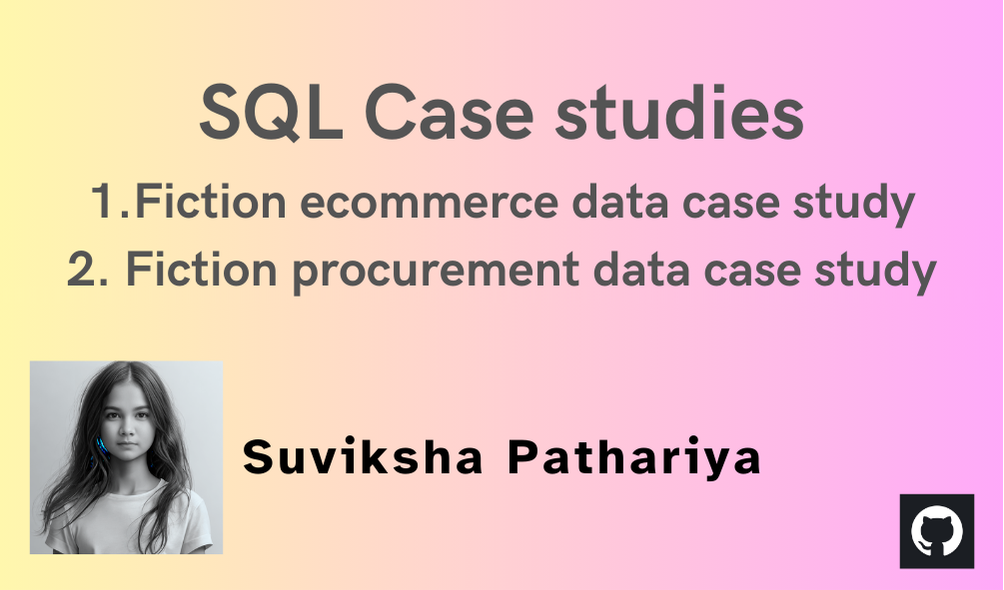 SQL Case studies
1.Fiction ecommerce data case study
2. Fiction procurement data case study
Suviksha Pathariya